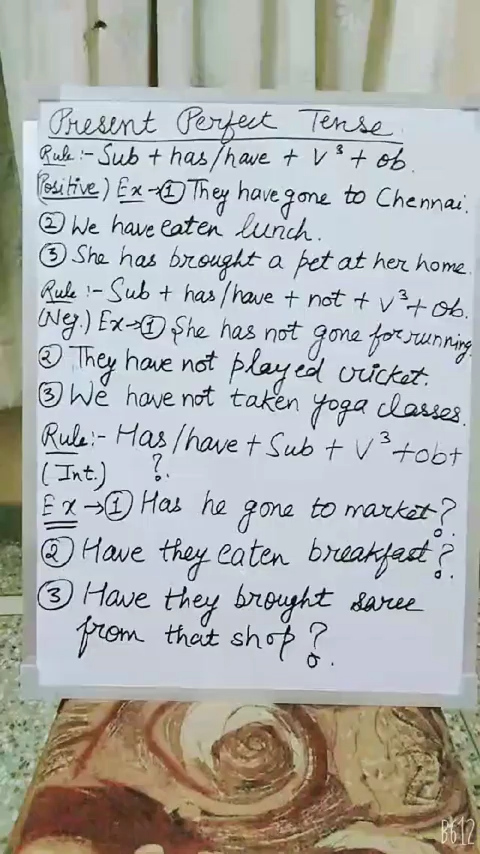 Present Perfect Tense.
Rule:- Sub + has/have + V³ + ob.
(Positive) Ex→① They have gone to Chennai.
② We have eaten lunch.
③ She has brought a pet at her home.
Rule:- Sub + has/have + not + V³ + ob.
(Neg.) Ex→① She has not gone for running
② They have not played cricket.
③ We have not taken yoga classes.
Rule:- Has/have + Sub + V³ + ob +
(Int.) ?
Ex →① Has he gone to market?
② Have they eaten breakfast?
③ Have they brought saree
from that shop?
B612